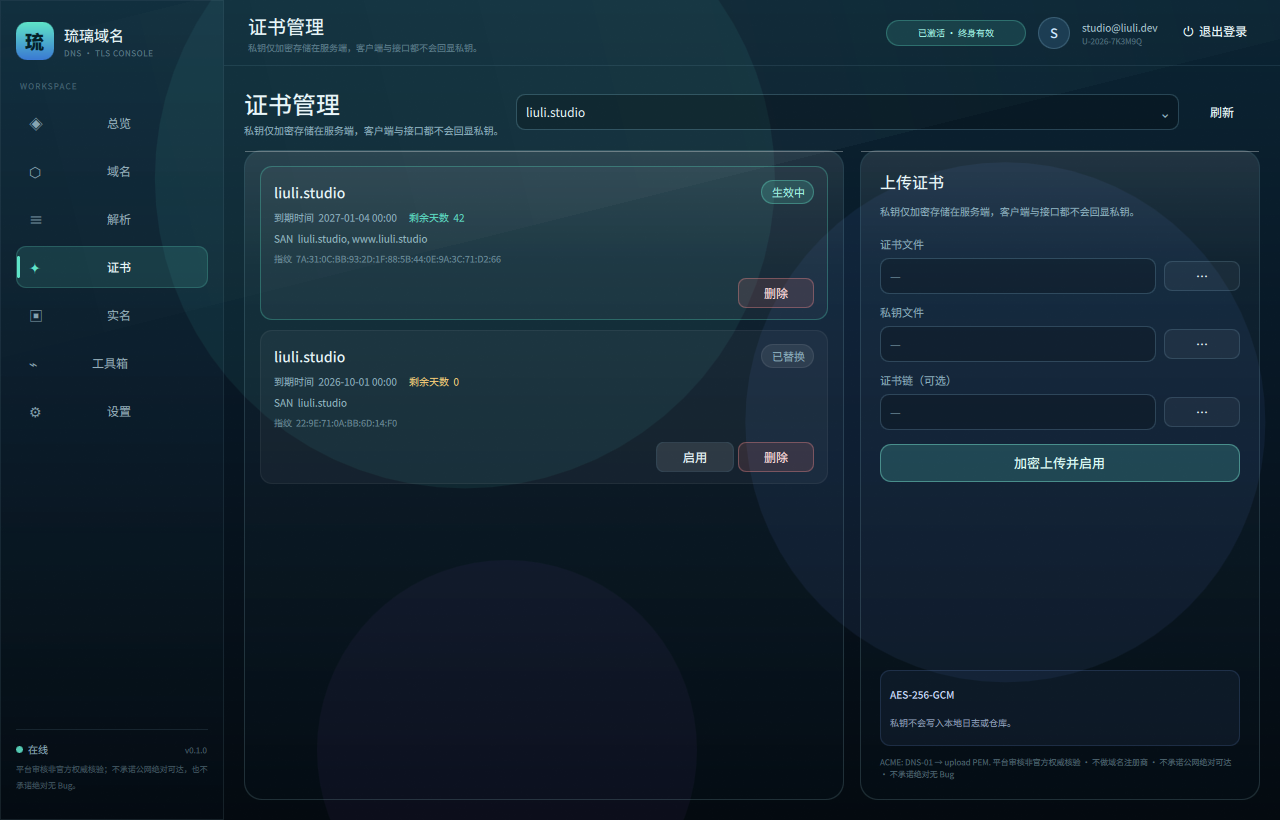 琉
琉璃域名
DNS · TLS CONSOLE
WORKSPACE
总览
域名
解析
证书
实名
工具箱
设置
在线
v0.1.0
平台审核非官方权威核验；不承诺公网绝对可达，也不
承诺绝对无 Bug。
证书管理
私钥仅加密存储在服务端，客户端与接口都不会回显私钥。
已激活 · 终身有效
S
studio@liuli.dev
U-2026-7K3M9Q
退出登录
证书管理
私钥仅加密存储在服务端，客户端与接口都不会回显私钥。
liuli.studio
刷新
liuli.studio
生效中
到期时间 2027-01-04 00:00 剩余天数 42
SAN liuli.studio, www.liuli.studio
指纹 7A:31:0C:BB:93:2D:1F:88:5B:44:0E:9A:3C:71:D2:66
删除
liuli.studio
已替换
到期时间 2026-10-01 00:00 剩余天数 0
SAN liuli.studio
指纹 22:9E:71:0A:BB:6D:14:F0
启用
删除
上传证书
私钥仅加密存储在服务端，客户端与接口都不会回显私钥。
证书文件
—
···
私钥文件
—
···
证书链（可选）
—
···
加密上传并启用
AES-256-GCM
私钥不会写入本地日志或仓库。
ACME: DNS-01 → upload PEM. 平台审核非官方权威核验 · 不做域名注册商 · 不承诺公网绝对可达
· 不承诺绝对无 Bug